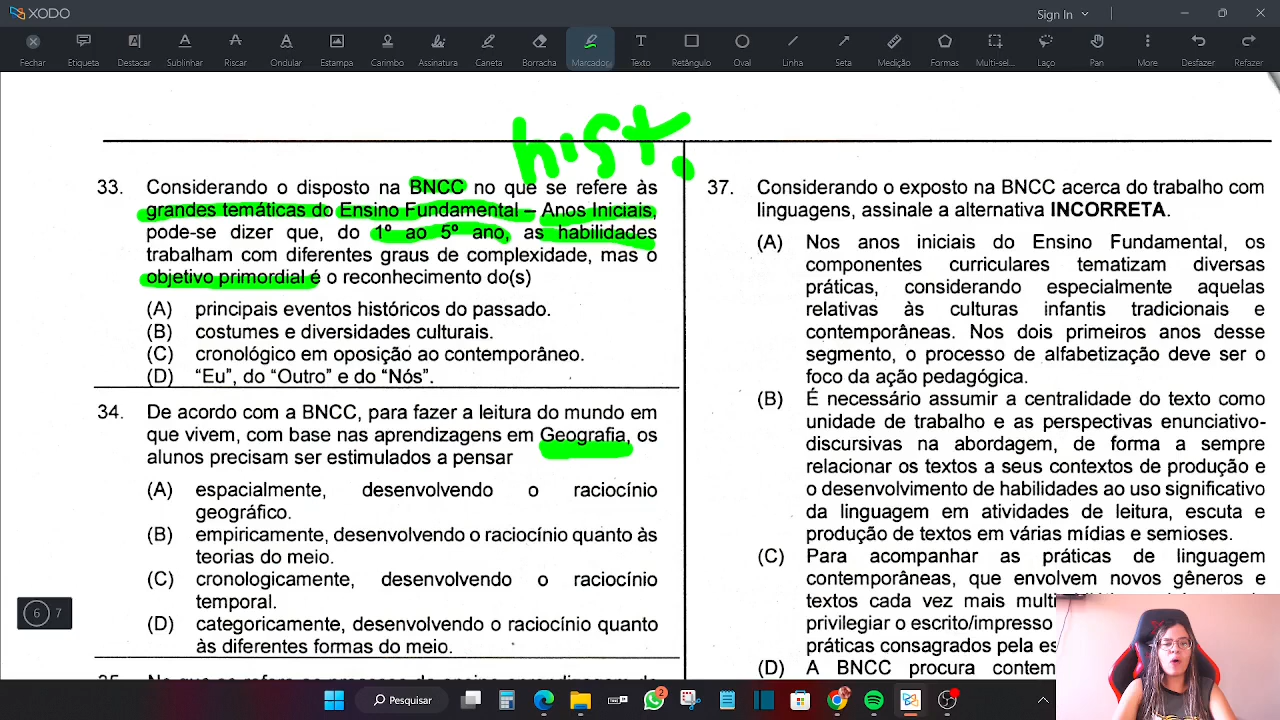 XODO
Sign In
Fechar Etiqueta Destacar Sublinhar Riscar Ondular Estampa Carimbo Assinatura Caneta Borracha Marcador Texto Retângulo Oval Linha Seta Medição Formas Multi-sel... Laço Pan More Desfazer Refazer
hist.
33. Considerando o disposto na BNCC no que se refere às
grandes temáticas do Ensino Fundamental – Anos Iniciais,
pode-se dizer que, do 1º ao 5º ano, as habilidades
trabalham com diferentes graus de complexidade, mas o
objetivo primordial é o reconhecimento do(s)
(A) principais eventos históricos do passado.
(B) costumes e diversidades culturais.
(C) cronológico em oposição ao contemporâneo.
(D) “Eu”, do “Outro” e do “Nós”.
34. De acordo com a BNCC, para fazer a leitura do mundo em
que vivem, com base nas aprendizagens em Geografia, os
alunos precisam ser estimulados a pensar
(A) espacialmente, desenvolvendo o raciocínio
geográfico.
(B) empiricamente, desenvolvendo o raciocínio quanto às
teorias do meio.
(C) cronologicamente, desenvolvendo o raciocínio
temporal.
(D) categoricamente, desenvolvendo o raciocínio quanto
às diferentes formas do meio.
37. Considerando o exposto na BNCC acerca do trabalho com
linguagens, assinale a alternativa INCORRETA.
(A) Nos anos iniciais do Ensino Fundamental, os
componentes curriculares tematizam diversas
práticas, considerando especialmente aquelas
relativas às culturas infantis tradicionais e
contemporâneas. Nos dois primeiros anos desse
segmento, o processo de alfabetização deve ser o
foco da ação pedagógica.
(B) É necessário assumir a centralidade do texto como
unidade de trabalho e as perspectivas enunciativo-
discursivas na abordagem, de forma a sempre
relacionar os textos a seus contextos de produção e
o desenvolvimento de habilidades ao uso significativo
da linguagem em atividades de leitura, escuta e
produção de textos em várias mídias e semioses.
(C) Para acompanhar as práticas de linguagem
contemporâneas, que envolvem novos gêneros e
textos cada vez mais multi
privilegiar o escrito/impresso
práticas consagrados pela es
(D) A BNCC procura contem
6 7
Pesquisar
2